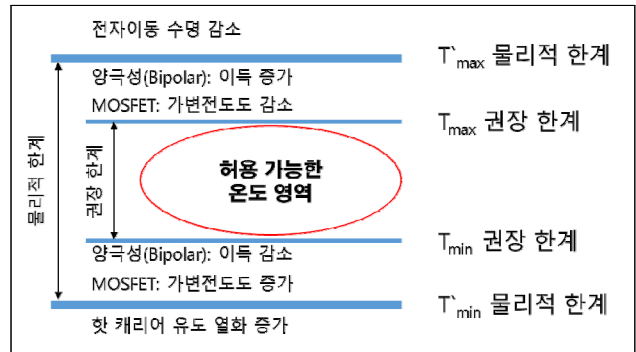 전자이동 수명 감소
T`max 물리적 한계
양극성(Bipolar): 이득 증가
MOSFET: 가변전도도 감소
Tmax 권장 한계
물리적 한계
권장 한계
허용 가능한
온도 영역
Tmin 권장 한계
양극성(Bipolar): 이득 감소
MOSFET: 가변전도도 증가
T`min 물리적 한계
핫 캐리어 유도 열화 증가